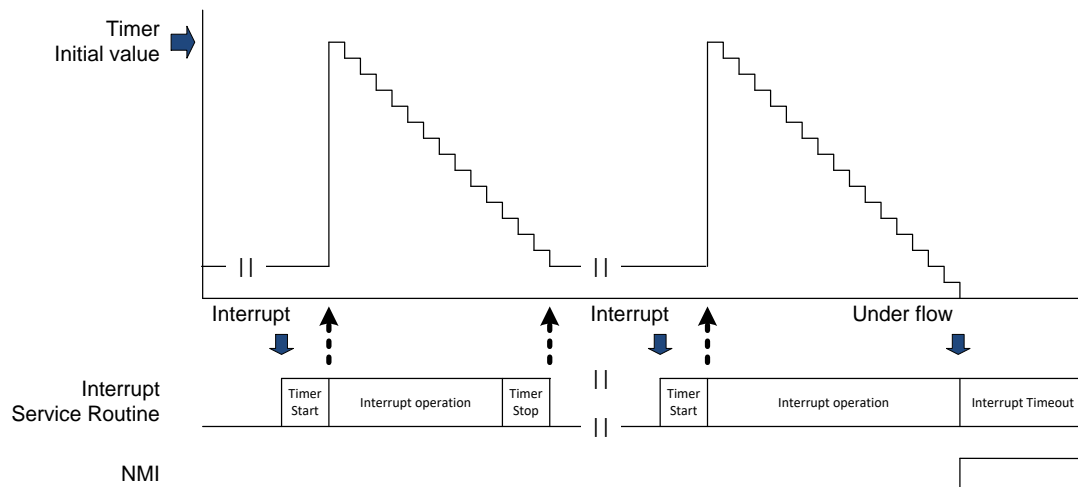 Timer
Initial value
Interrupt
Interrupt
Under flow
Interrupt
Service Routine
Timer
Start
Interrupt operation
Timer
Stop
Timer
Start
Interrupt operation
Interrupt Timeout
NMI